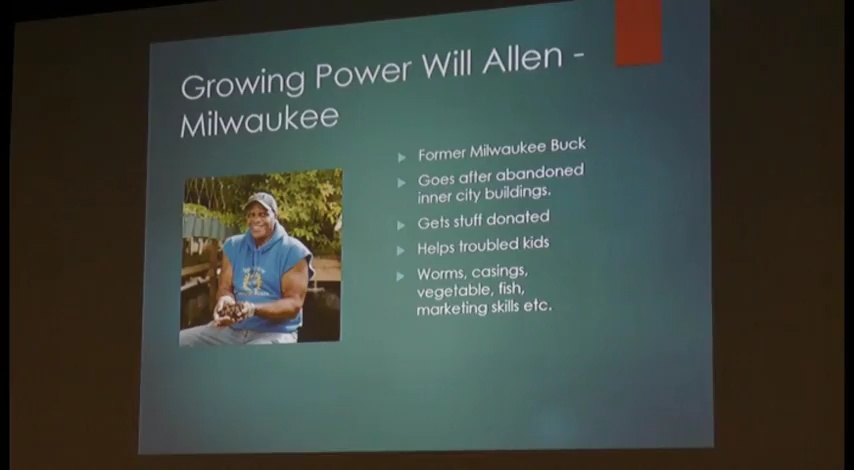 Growing Power Will Allen -
Milwaukee
Former Milwaukee Buck
Goes after abandoned
inner city buildings.
Gets stuff donated
Helps troubled kids
Worms, casings,
vegetable, fish,
marketing skills etc.